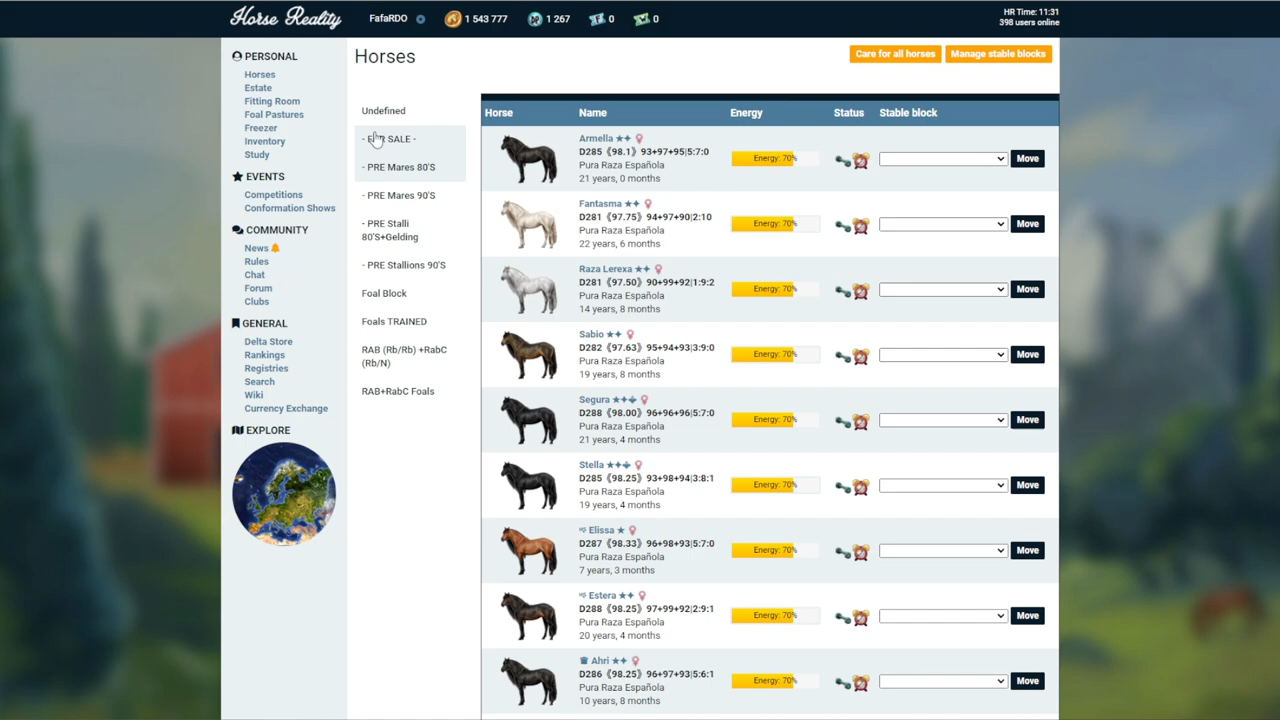 Horse Reality
FafaRDO
1 543 777
1 267
0
0
HR Time: 11:31
398 users online
PERSONAL
Horses
Estate
Fitting Room
Foal Pastures
Freezer
Inventory
Study
EVENTS
Competitions
Conformation Shows
COMMUNITY
News
Rules
Chat
Forum
Clubs
GENERAL
Delta Store
Rankings
Registries
Search
Wiki
Currency Exchange
EXPLORE
Horses
Care for all horses
Manage stable blocks
Undefined
SALE -
- PRE Mares 80'S
- PRE Mares 90'S
- PRE Stalli
80'S+Gelding
- PRE Stallions 90'S
Foal Block
Foals TRAINED
RAB (Rb/Rb) +RabC
(Rb/N)
RAB+RabC Foals
Horse Name Energy Status Stable block
Armella ★✦
D285《98.1》93+97+95|5:7:0
Pura Raza Española
21 years, 0 months
Energy: 70%
Move
Fantasma ★✦
D281《97.75》94+97+90|2:10
Pura Raza Española
22 years, 6 months
Energy: 70%
Move
Raza Lerexa ★✦
D281《97.50》90+99+92|1:9:2
Pura Raza Española
14 years, 8 months
Energy: 70%
Move
Sabio ★✦
D282《97.63》95+94+93|3:9:0
Pura Raza Española
19 years, 8 months
Energy: 70%
Move
Segura ★✦
D288《98.00》96+96+96|5:7:0
Pura Raza Española
21 years, 4 months
Energy: 70%
Move
Stella ★✦
D285《98.25》93+98+94|3:8:1
Pura Raza Española
19 years, 4 months
Energy: 70%
Move
Elissa ★
D287《98.33》96+98+93|5:7:0
Pura Raza Española
7 years, 3 months
Energy: 70%
Move
Estera ★✦
D288《98.25》97+99+92|2:9:1
Pura Raza Española
20 years, 4 months
Energy: 70%
Move
Ahri ★✦
D286《98.25》96+97+93|5:6:1
Pura Raza Española
10 years, 8 months
Energy: 70%
Move